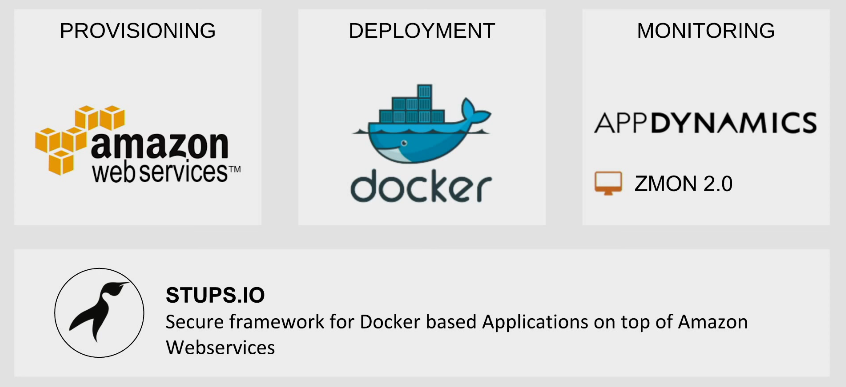 PROVISIONING
DEPLOYMENT
MONITORING
amazon
web services™
docker
APPDYNAMICS
ZMON 2.0
STUPS.IO
Secure framework for Docker based Applications on top of Amazon
Webservices